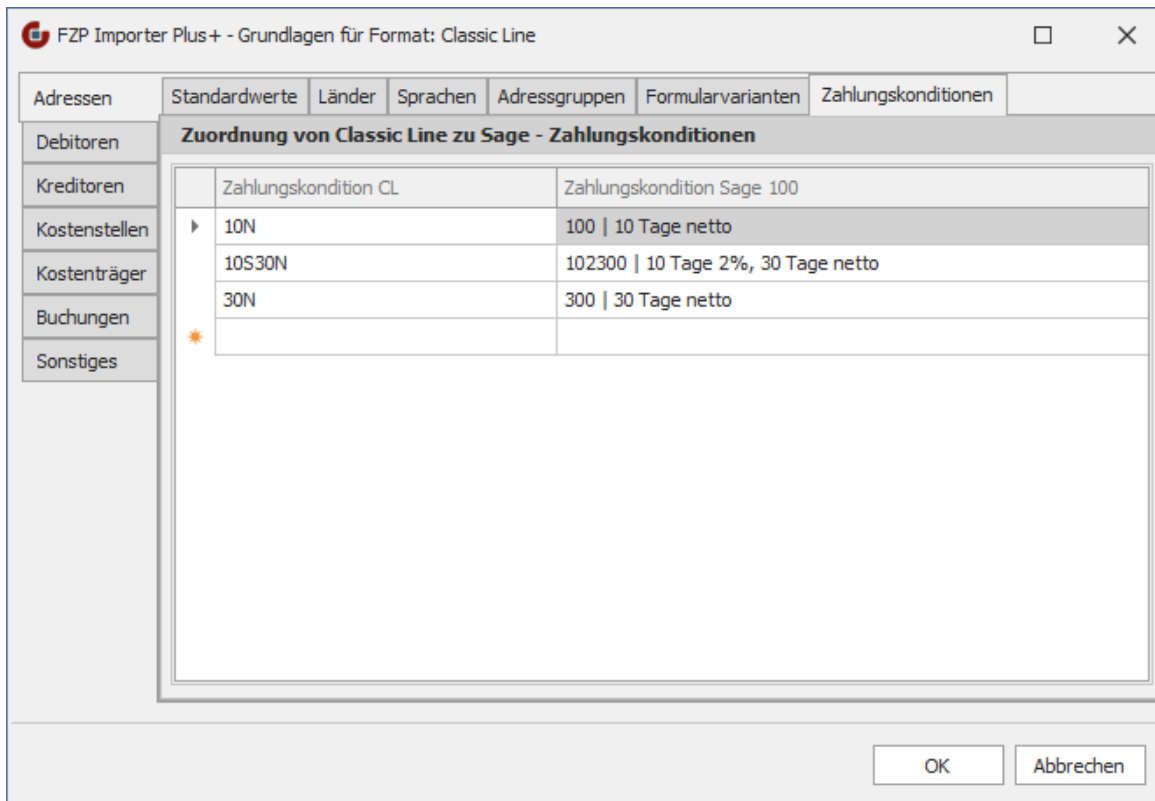 FZP Importer Plus+ - Grundlagen für Format: Classic Line
Adressen
Debitoren
Kreditoren
Kostenstellen
Kostenträger
Buchungen
Sonstiges
Standardwerte Länder Sprachen Adressgruppen Formularvarianten Zahlungskonditionen
Zuordnung von Classic Line zu Sage - Zahlungskonditionen
Zahlungskondition CL Zahlungskondition Sage 100
10N 100 | 10 Tage netto
10S30N 102300 | 10 Tage 2%, 30 Tage netto
30N 300 | 30 Tage netto
OK Abbrechen